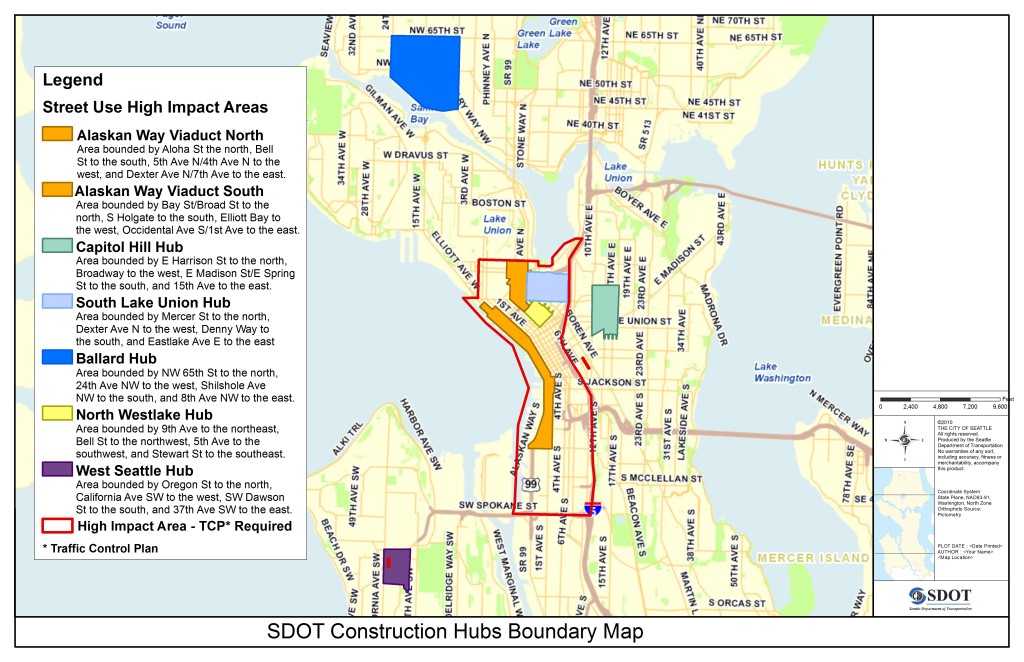 Legend
Street Use High Impact Areas
Alaskan Way Viaduct North
Area bounded by Aloha St the north, Bell
St to the south, 5th Ave N/4th Ave N to the
west, and Dexter Ave N/7th Ave to the east.
Alaskan Way Viaduct South
Area bounded by Bay St/Broad St to the
north, S Holgate to the south, Elliott Bay to
the west, Occidental Ave S/1st Ave to the east.
Capitol Hill Hub
Area bounded by E Harrison St to the north,
Broadway to the west, E Madison St/E Spring
St to the south, and 15th Ave to the east.
South Lake Union Hub
Area bounded by Mercer St to the north,
Dexter Ave N to the west, Denny Way to
the south, and Eastlake Ave E to the east
Ballard Hub
Area bounded by NW 65th St to the north,
24th Ave NW to the west, Shilshole Ave
NW to the south, and 8th Ave NW to the east.
North Westlake Hub
Area bounded by 9th Ave to the northeast,
Bell St to the northwest, 5th Ave to the
southwest, and Stewart St to the southeast.
West Seattle Hub
Area bounded by Oregon St to the north,
California Ave SW to the west, SW Dawson
St to the south, and 37th Ave SW to the east.
High Impact Area - TCP* Required
* Traffic Control Plan
Sound
SEAVIEW
32ND AV
24T
NW 65TH ST
NW
PHINNEY AVE N
SR 99
Green
Lake
Green Lake
12TH AVE
NE 65TH ST
NE 70TH ST
NE 65TH ST
40TH AVE
NE 50TH ST
NE 45TH ST
NE 45TH ST
NE 41ST ST
NE 40TH ST
SR 513
GILMAN AVE W
Bay
RY WAY NW
STONE WAY N
34TH AVE W
28TH AVE W
W DRAVUS ST
15TH AVE W
3RD AVE W
BOSTON ST
Lake
Union
Lake
Union
BOYER AVE E
HUNTS
YA
CLYD
ELLIOTT AVE W
AVE N
10TH AVE E
43RD AVE E
E MADISON ST
EVERGREEN POINT RD
84TH AVE NE
19TH AVE E
23RD AVE E
MADRONA DR
MEDINA
1ST AVE
6TH AVE
BOREN AVE
E UNION ST
23RD AVE
34TH AVE
Lake
Washington
S JACKSON ST
4TH AVE S
ALASKAN WAY S
12TH AVE S
17TH AVE S
23RD AVE S
31ST AVE S
LAKESIDE AVE S
N MERCER WAY
78TH AVE SE
SE 4
ALKI TRL
HARBOR AVE SW
99
4TH AVE S
S MCCLELLAN ST
SW SPOKANE ST
5
6TH AVE S
BEACON AVE S
49TH AVE SW
BEACH DR SW
RNIA AVE SW
DELRIDGE WAY SW
WEST MARGINAL W
SR 99
1ST AVE S
15TH AVE S
38TH AVE S
50TH AVE S
MARTIN L
S ORCAS ST
MERCER ISLAND
RY WAY
0 2,400 4,800 7,200 9,600 Feet
©2010
THE CITY OF SEATTLE
All rights reserved.
Produced by the Seattle
Department of Transportation
No warranties of any sort,
including accuracy, fitness or
merchantability, accompany
this product.
Coordinate System:
State Plane, NAD83-91,
Washington, North Zone
Orthophoto Source:
Pictometry
PLOT DATE : <Date Printed>
AUTHOR : <Your Name>
<Map Location>
SDOT
Seattle Department of Transportation
SDOT Construction Hubs Boundary Map